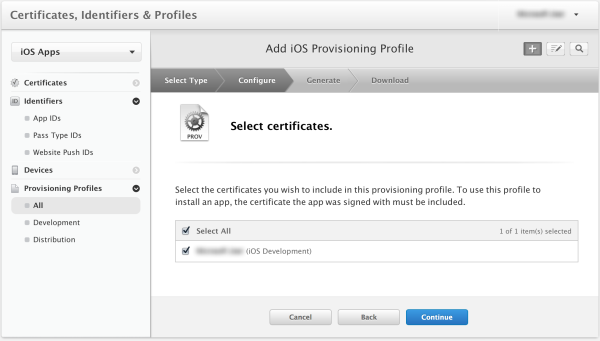 Certificates, Identifiers & Profiles
iOS Apps
Certificates
Identifiers
App IDs
Pass Type IDs
Website Push IDs
Devices
Provisioning Profiles
All
Development
Distribution
Add iOS Provisioning Profile
Select Type
Configure
Generate
Download
PROV
Select certificates.
Select the certificates you wish to include in this provisioning profile. To use this profile to
install an app, the certificate the app was signed with must be included.
Select All
1 of 1 item(s) selected
(iOS Development)
Cancel
Back
Continue